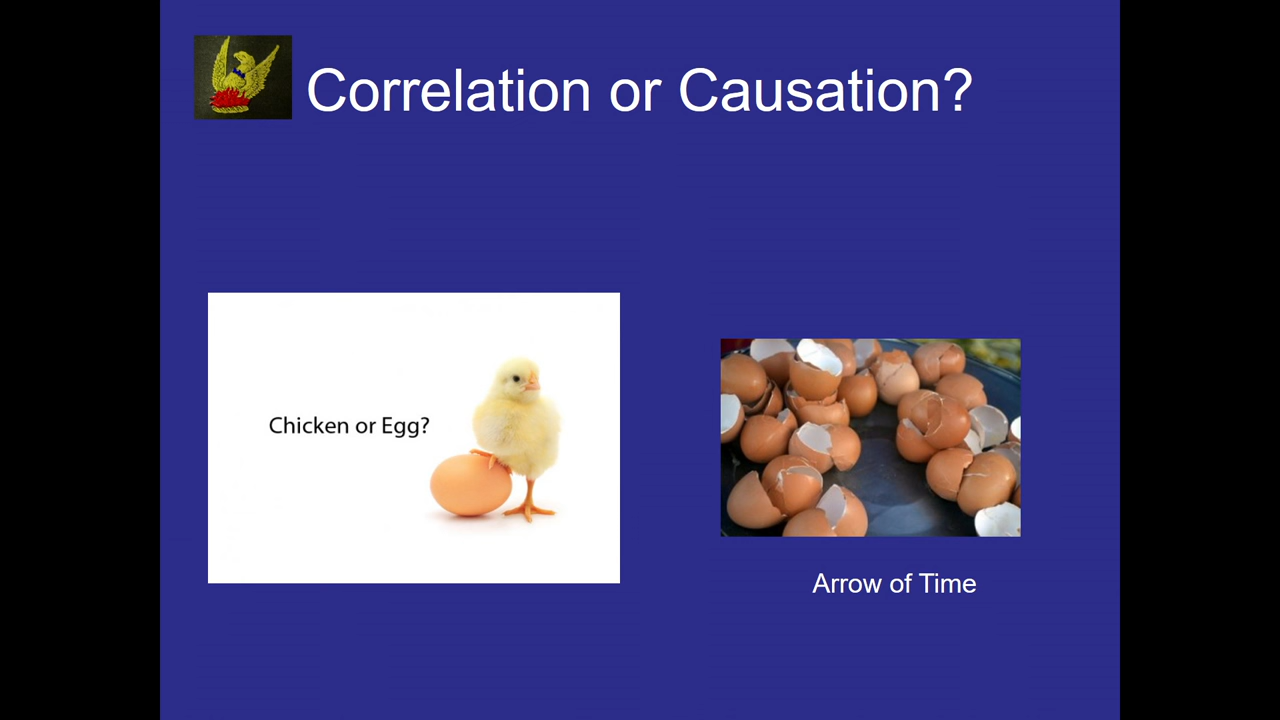 Correlation or Causation?
Chicken or Egg?
Arrow of Time